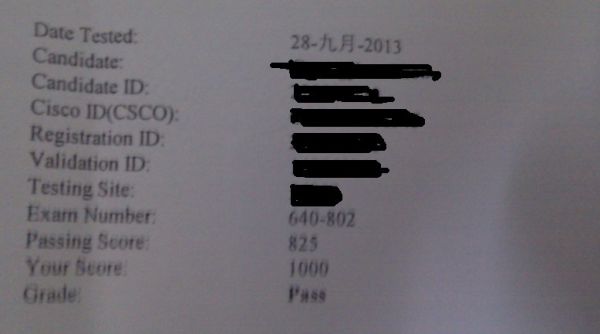 Date Tested: 28-九月-2013
Candidate:
Candidate ID:
Cisco ID(CSCO):
Registration ID:
Validation ID:
Testing Site:
Exam Number: 640-802
Passing Score: 825
Your Score: 1000
Grade: Pass